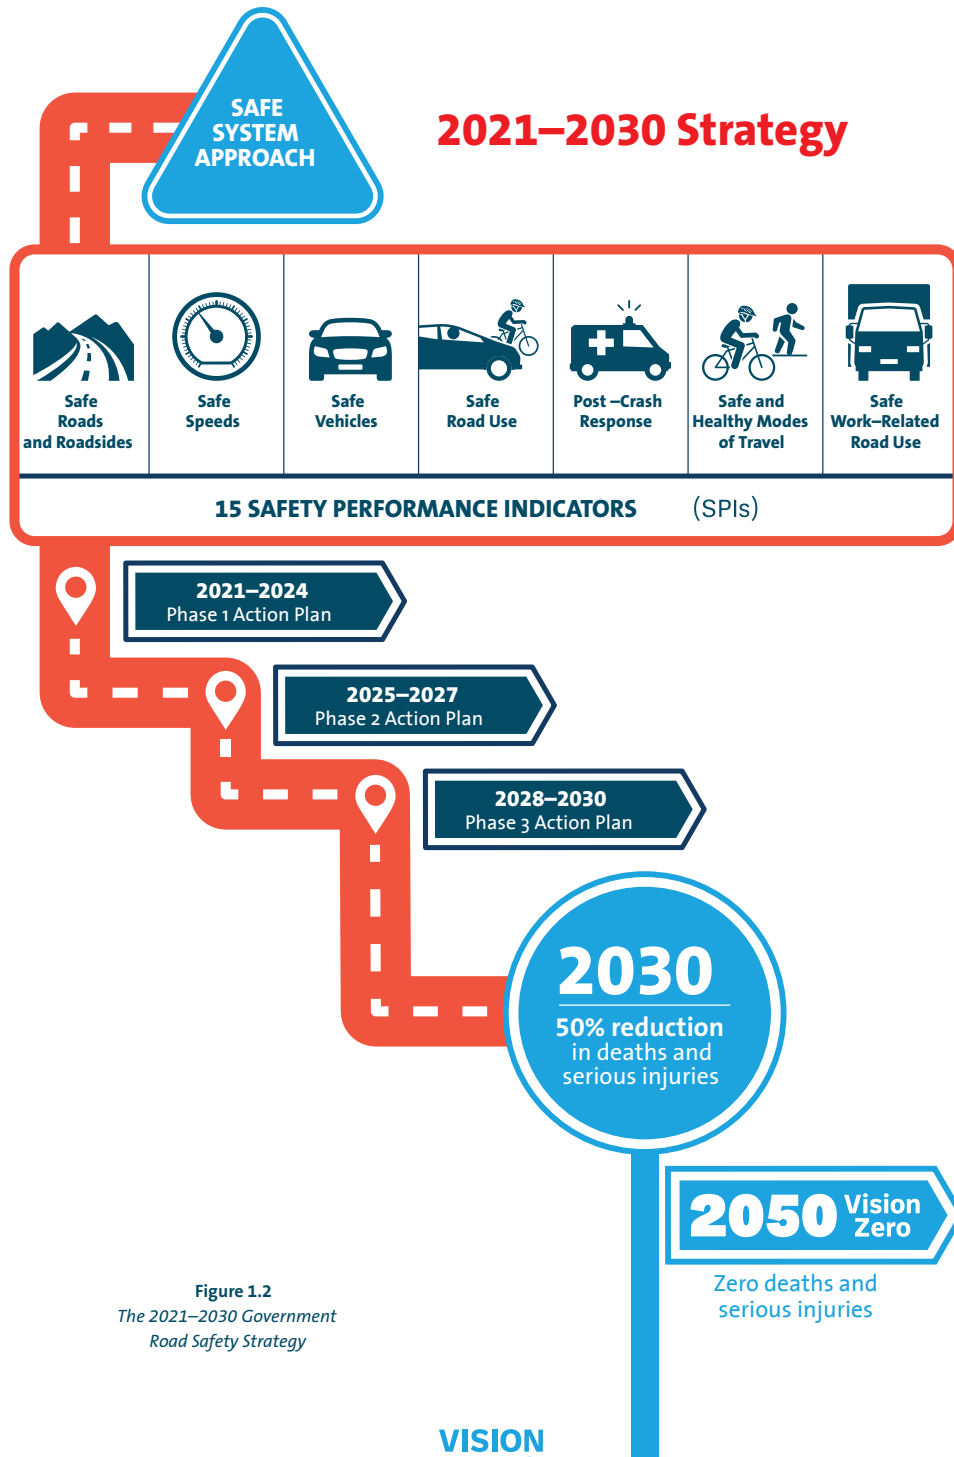 SAFE
SYSTEM
APPROACH
2021–2030 Strategy
Safe
Roads
and Roadsides
Safe
Speeds
Safe
Vehicles
Safe
Road Use
Post –Crash
Response
Safe and
Healthy Modes
of Travel
Safe
Work–Related
Road Use
15 SAFETY PERFORMANCE INDICATORS (SPIs)
2021–2024
Phase 1 Action Plan
2025–2027
Phase 2 Action Plan
2028–2030
Phase 3 Action Plan
2030
50% reduction
in deaths and
serious injuries
2050 Vision Zero
Zero deaths and
serious injuries
Figure 1.2
The 2021–2030 Government
Road Safety Strategy
VISION